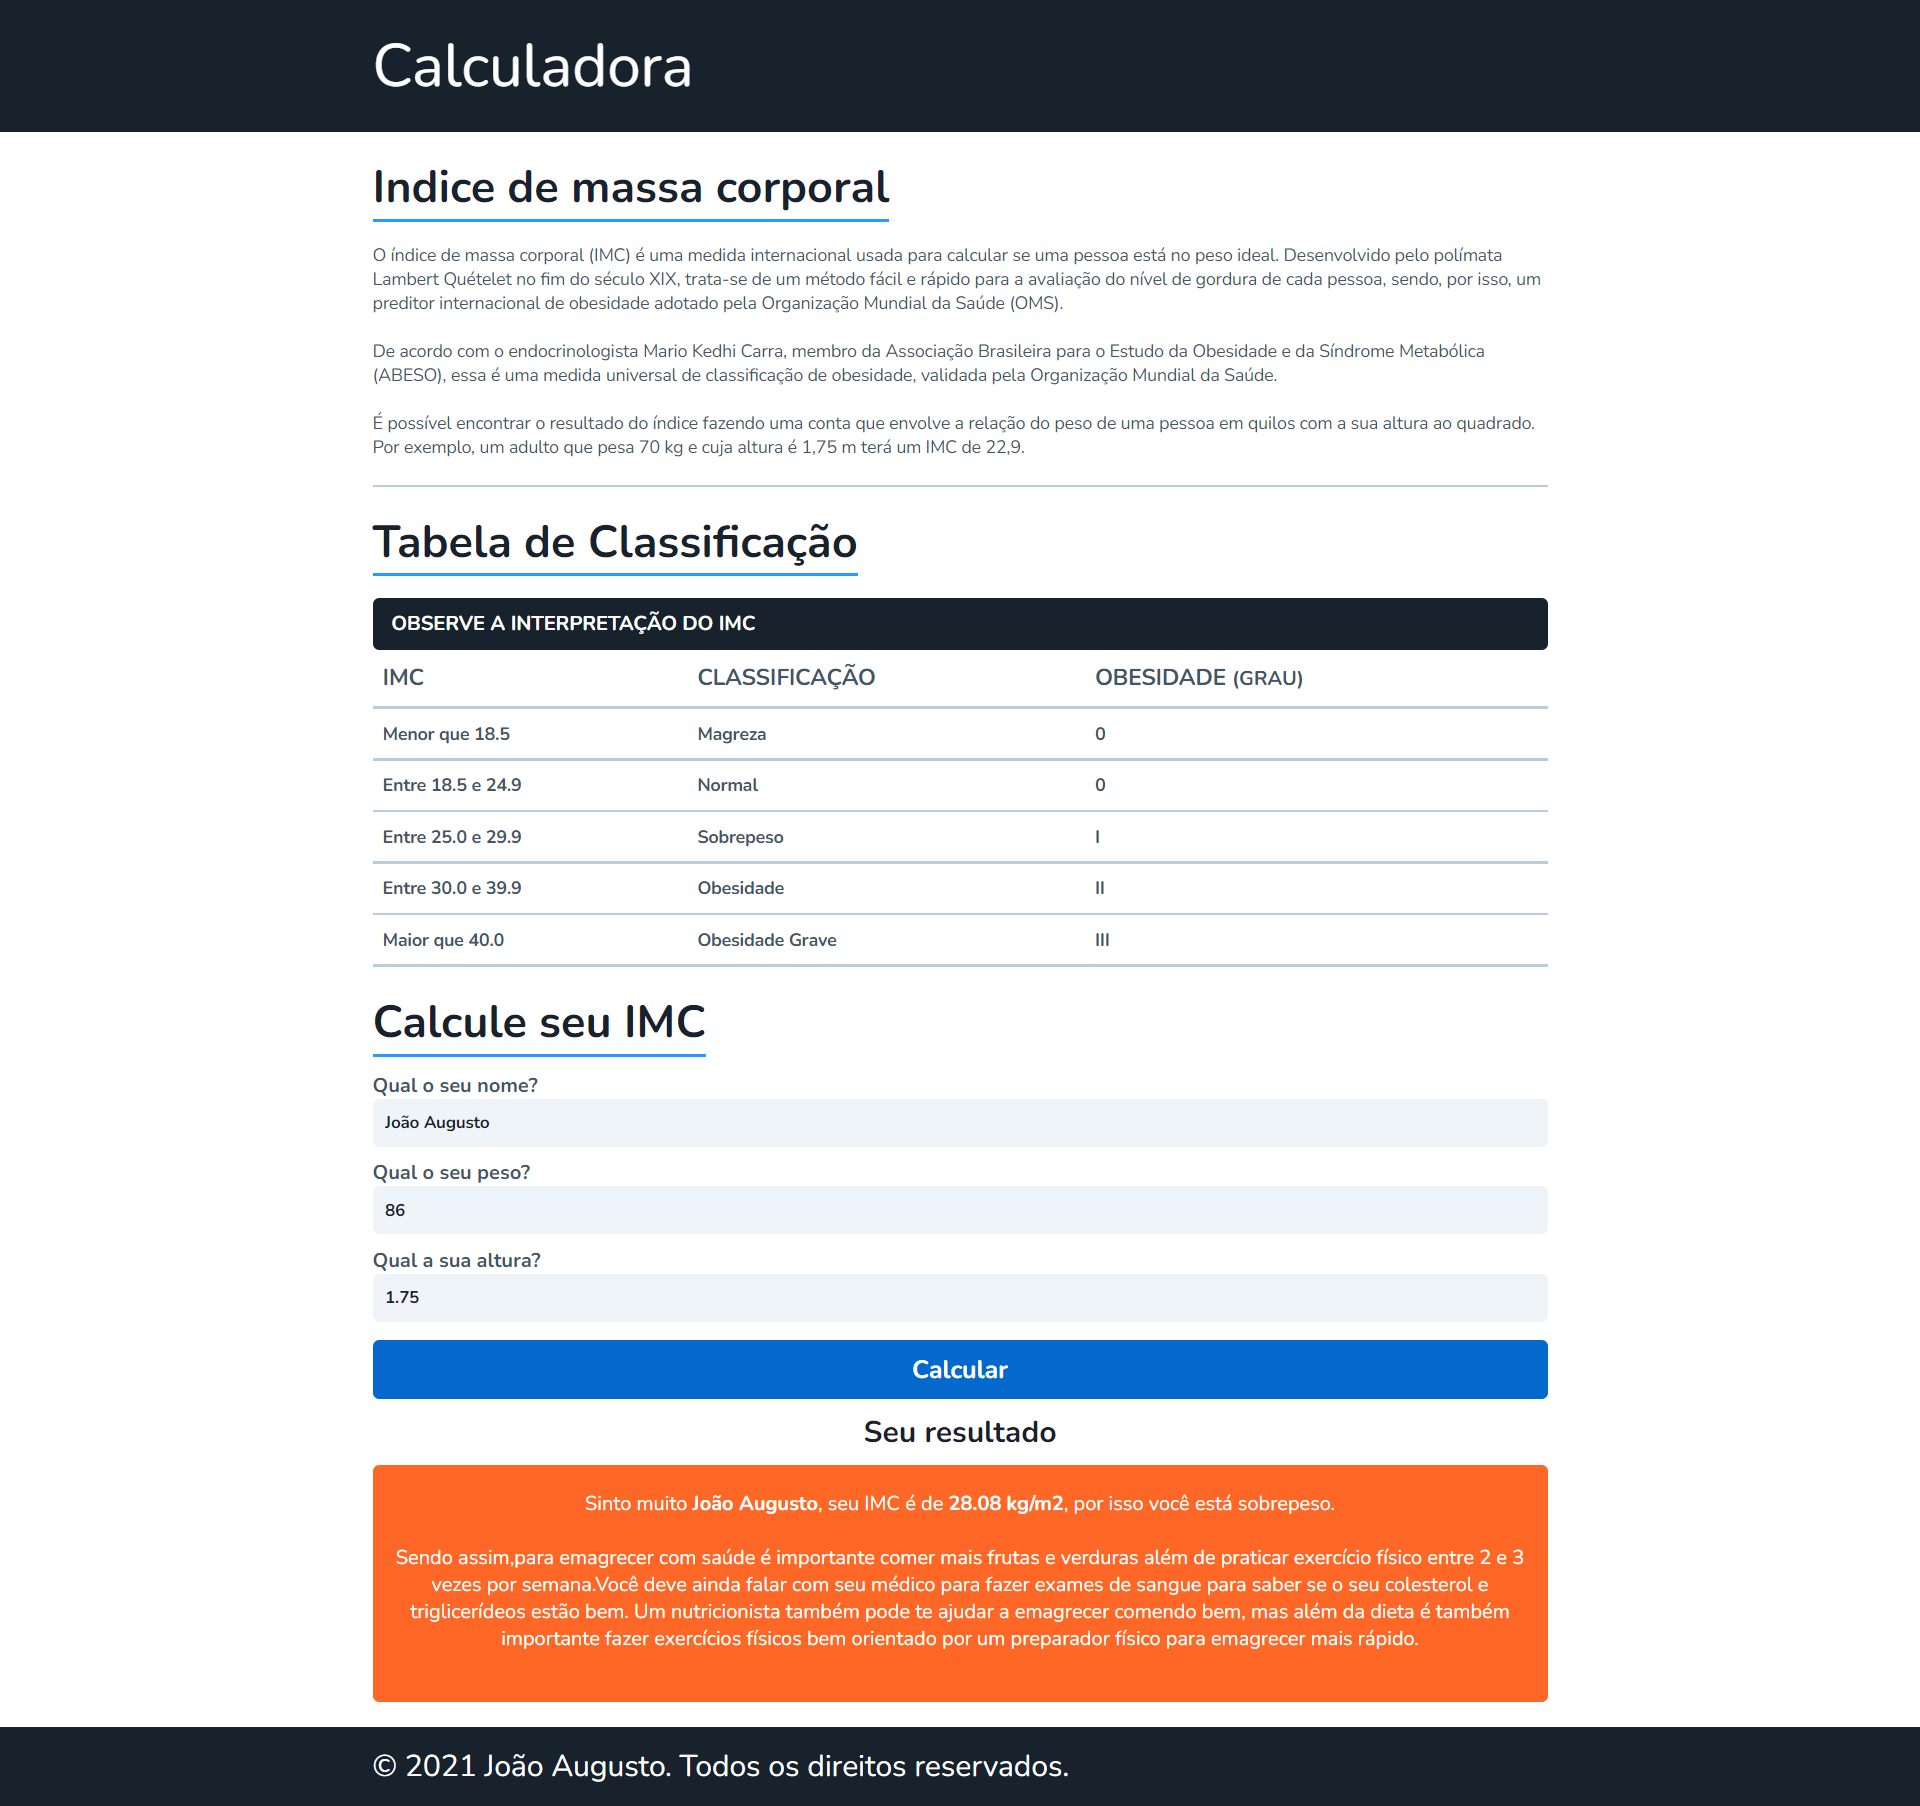 Calculadora
Indice de massa corporal
O índice de massa corporal (IMC) é uma medida internacional usada para calcular se uma pessoa está no peso ideal. Desenvolvido pelo polímata
Lambert Quételet no fim do século XIX, trata-se de um método fácil e rápido para a avaliação do nível de gordura de cada pessoa, sendo, por isso, um
preditor internacional de obesidade adotado pela Organização Mundial da Saúde (OMS).
De acordo com o endocrinologista Mario Kedhi Carra, membro da Associação Brasileira para o Estudo da Obesidade e da Síndrome Metabólica
(ABESO), essa é uma medida universal de classificação de obesidade, validada pela Organização Mundial da Saúde.
É possível encontrar o resultado do índice fazendo uma conta que envolve a relação do peso de uma pessoa em quilos com a sua altura ao quadrado.
Por exemplo, um adulto que pesa 70 kg e cuja altura é 1,75 m terá um IMC de 22,9.
Tabela de Classificação
OBSERVE A INTERPRETAÇÃO DO IMC
IMC CLASSIFICAÇÃO OBESIDADE (GRAU)
Menor que 18.5 Magreza 0
Entre 18.5 e 24.9 Normal 0
Entre 25.0 e 29.9 Sobrepeso I
Entre 30.0 e 39.9 Obesidade II
Maior que 40.0 Obesidade Grave III
Calcule seu IMC
Qual o seu nome?
João Augusto
Qual o seu peso?
86
Qual a sua altura?
1.75
Calcular
Seu resultado
Sinto muito João Augusto, seu IMC é de 28.08 kg/m2, por isso você está sobrepeso.
Sendo assim,para emagrecer com saúde é importante comer mais frutas e verduras além de praticar exercício físico entre 2 e 3
vezes por semana.Você deve ainda falar com seu médico para fazer exames de sangue para saber se o seu colesterol e
triglicerídeos estão bem. Um nutricionista também pode te ajudar a emagrecer comendo bem, mas além da dieta é também
importante fazer exercícios físicos bem orientado por um preparador físico para emagrecer mais rápido.
© 2021 João Augusto. Todos os direitos reservados.